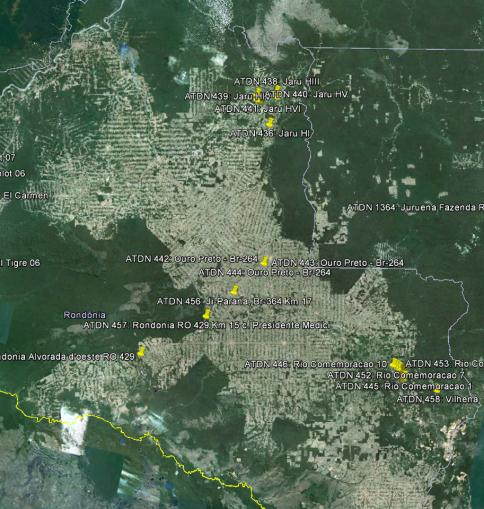 ATDN 438: Jaru HIII
ATDN 439: Jaru
ATDN 440: Jaru HV
ATDN 441: Jaru HVI
ATDN 436: Jaru HI
07
lot 06
El Carmen
ATDN 1364: Juruena Fazenda R
ATDN 442: Ouro Preto - Br-264
ATDN 443: Ouro Preto - Br-264
l Tigre 06
ATDN 444: Ouro Preto - Br-264
ATDN 456: Ji-Parana, Br-364 Km 17
Rondônia
ATDN 457: Rondonia RO 429 Km 15 c. Presidente Medici
donia Alvorada d'oeste RO 429
ATDN 446: Rio Comemoracao 10
ATDN 453: Rio Co
ATDN 452: Rio Comemoracao 7
ATDN 445: Rio Comemoracao 1
ATDN 458: Vilhena